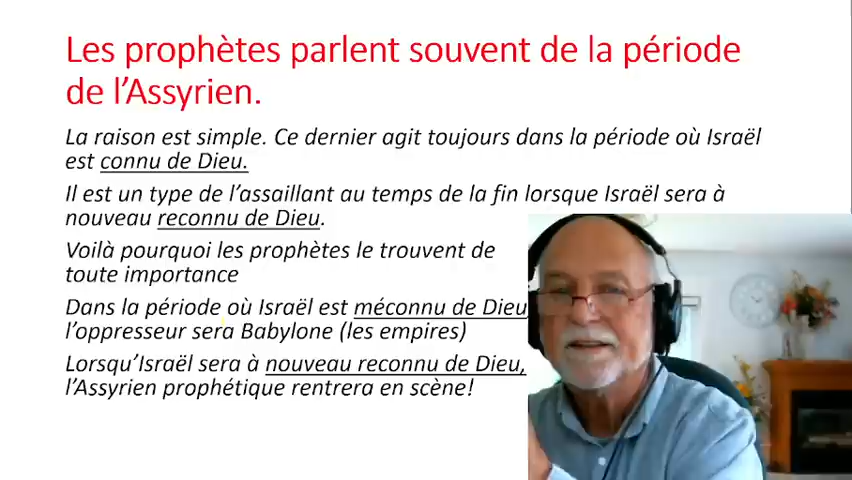 Les prophètes parlent souvent de la période
de l'Assyrien.
La raison est simple. Ce dernier agit toujours dans la période où Israël
est connu de Dieu.
Il est un type de l'assaillant au temps de la fin lorsque Israël sera à
nouveau reconnu de Dieu.
Voilà pourquoi les prophètes le trouvent de
toute importance
Dans la période où Israël est méconnu de Dieu,
l'oppresseur sera Babylone (les empires)
Lorsqu'Israël sera à nouveau reconnu de Dieu,
l'Assyrien prophétique rentrera en scène!